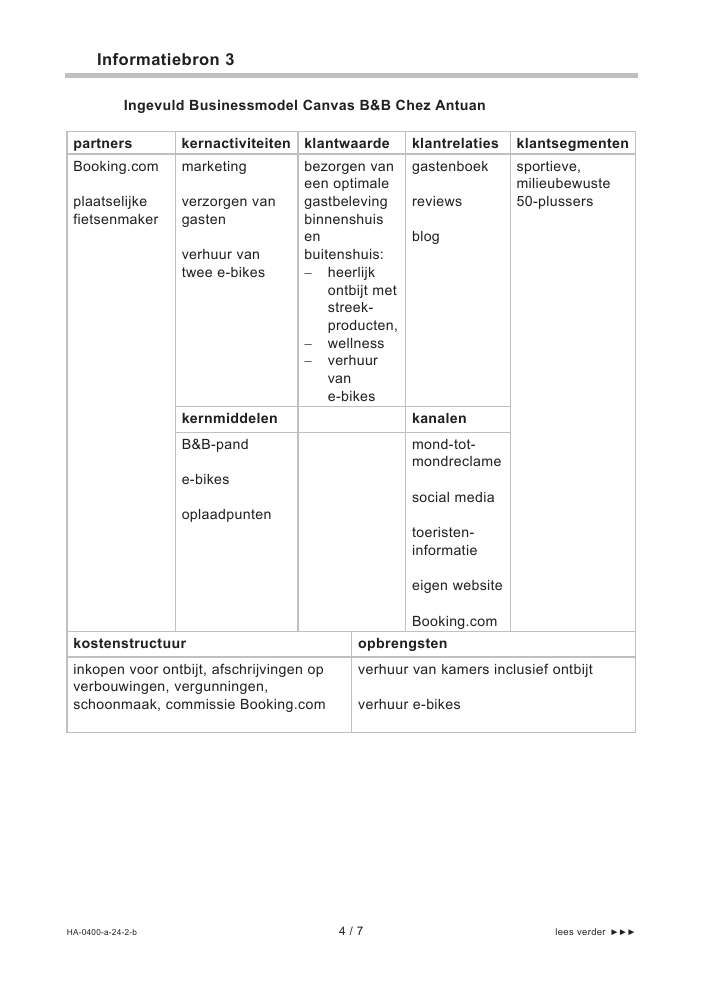 Informatiebron 3
Ingevuld Businessmodel Canvas B&B Chez Antuan
partners
kernactiviteiten
klantwaarde
klantrelaties
klantsegmenten
Booking.com
plaatselijke
fietsenmaker
marketing
verzorgen van
gasten
verhuur van
twee e-bikes
bezorgen van
een optimale
gastbeleving
binnenshuis
en
buitenshuis:
– heerlijk
ontbijt met
streek-
producten,
– wellness
– verhuur
van
e-bikes
gastenboek
reviews
blog
sportieve,
milieubewuste
50-plussers
kernmiddelen
kanalen
B&B-pand
e-bikes
oplaadpunten
mond-tot-
mondreclame
social media
toeristen-
informatie
eigen website
Booking.com
kostenstructuur
opbrengsten
inkopen voor ontbijt, afschrijvingen op
verbouwingen, vergunningen,
schoonmaak, commissie Booking.com
verhuur van kamers inclusief ontbijt
verhuur e-bikes
HA-0400-a-24-2-b
4 / 7
lees verder ►►►